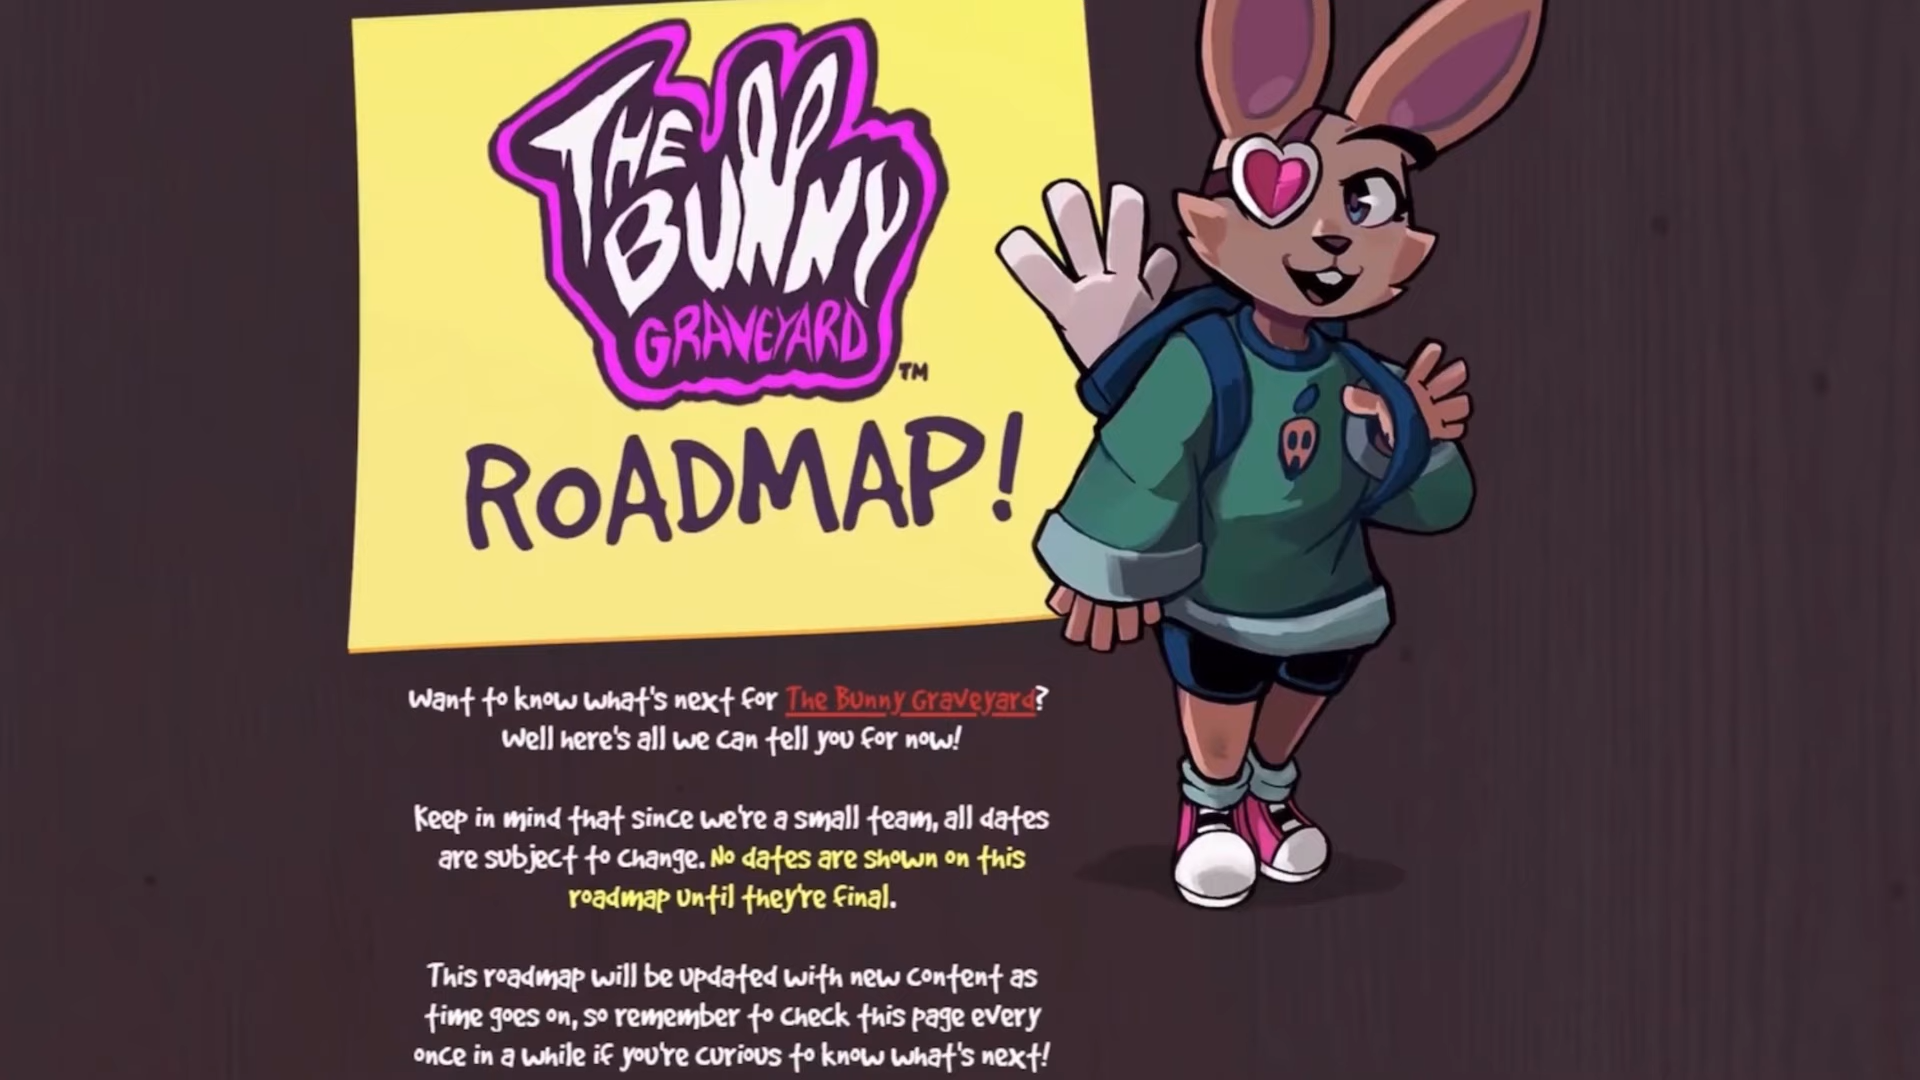 THE
BUNNY
GRAVEYARD
TM
ROADMAP!
Want to know what's next for The Bunny Graveyard?
Well here's all we can tell you for now!
Keep in mind that since we're a small team, all dates
are subject to change. No dates are shown on this
roadmap until they're final.
This roadmap will be updated with new content as
time goes on, so remember to check this page every
once in a while if you're curious to know what's next!